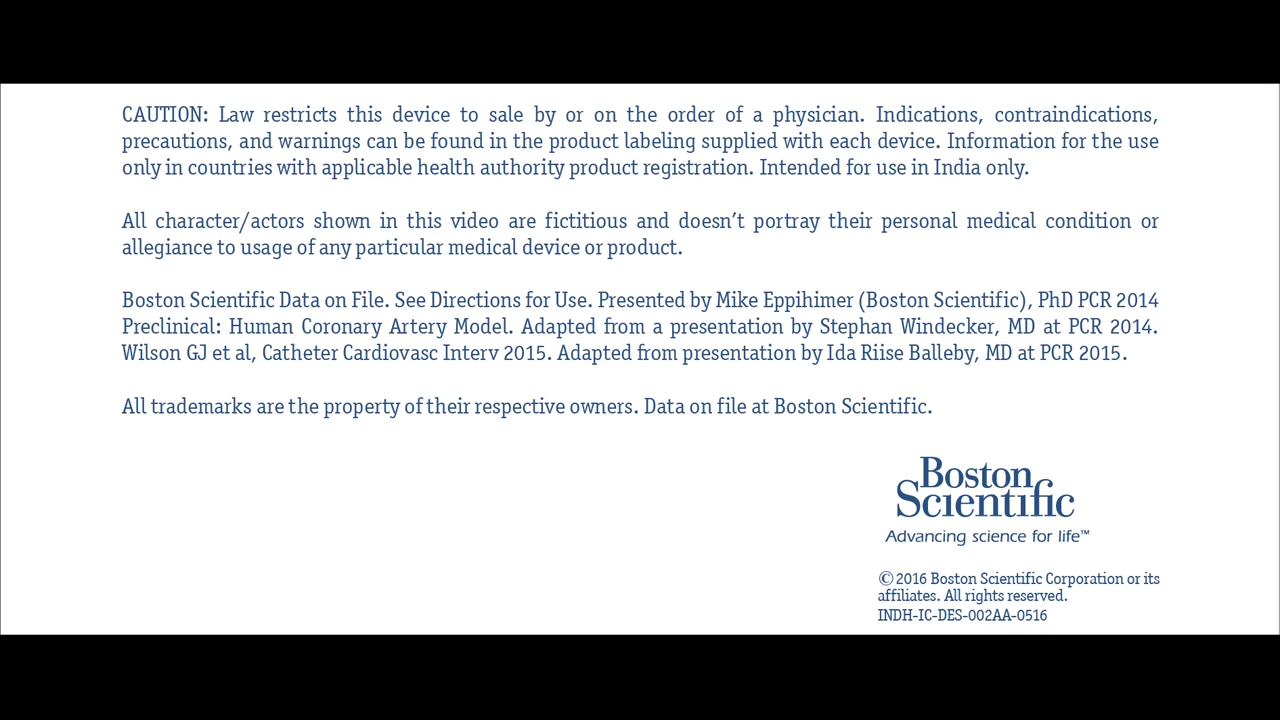 CAUTION: Law restricts this device to sale by or on the order of a physician. Indications, contraindications,
precautions, and warnings can be found in the product labeling supplied with each device. Information for the use
only in countries with applicable health authority product registration. Intended for use in India only.
All character/actors shown in this video are fictitious and doesn't portray their personal medical condition or
allegiance to usage of any particular medical device or product.
Boston Scientific Data on File. See Directions for Use. Presented by Mike Eppihimer (Boston Scientific), PhD PCR 2014
Preclinical: Human Coronary Artery Model. Adapted from a presentation by Stephan Windecker, MD at PCR 2014.
Wilson GJ et al, Catheter Cardiovasc Interv 2015. Adapted from presentation by Ida Riise Balleby, MD at PCR 2015.
All trademarks are the property of their respective owners. Data on file at Boston Scientific.
Boston
Scientific
Advancing science for life™
© 2016 Boston Scientific Corporation or its
affiliates. All rights reserved.
INDH-IC-DES-002AA-0516